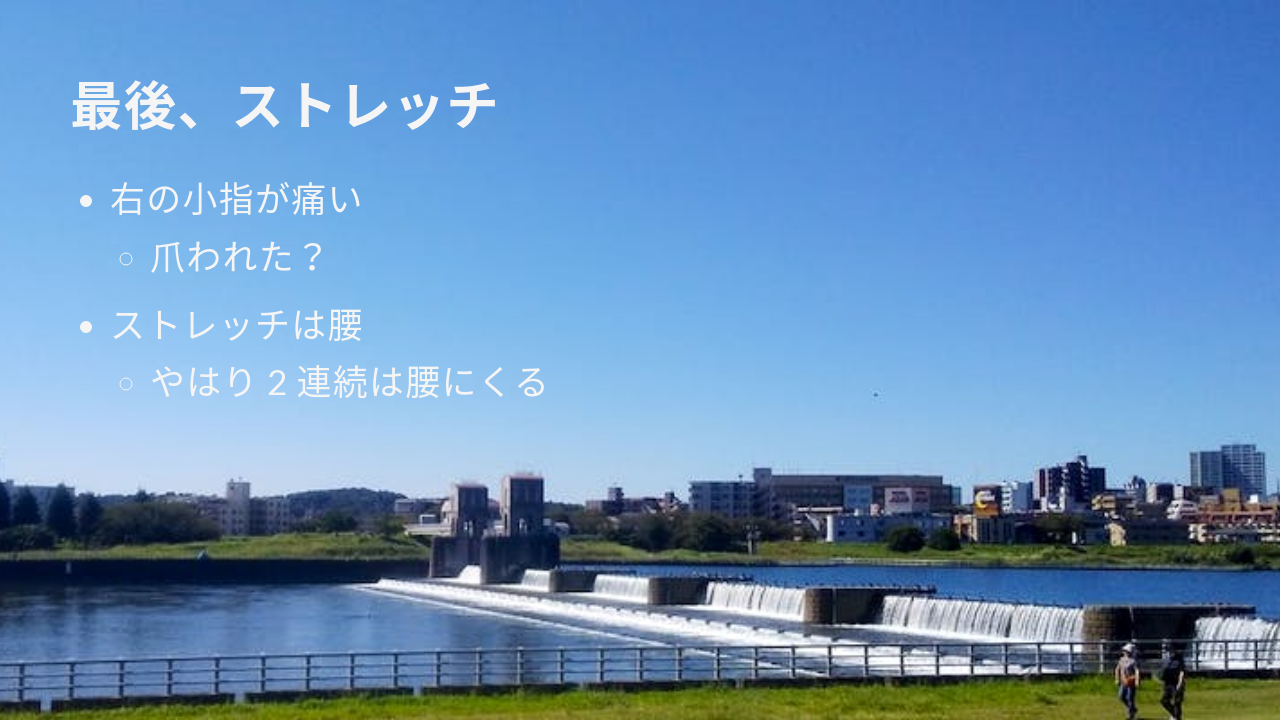 最後、ストレッチ
• 右の小指が痛い
○ 爪われた？
• ストレッチは腰
○ やはり２連続は腰にくる